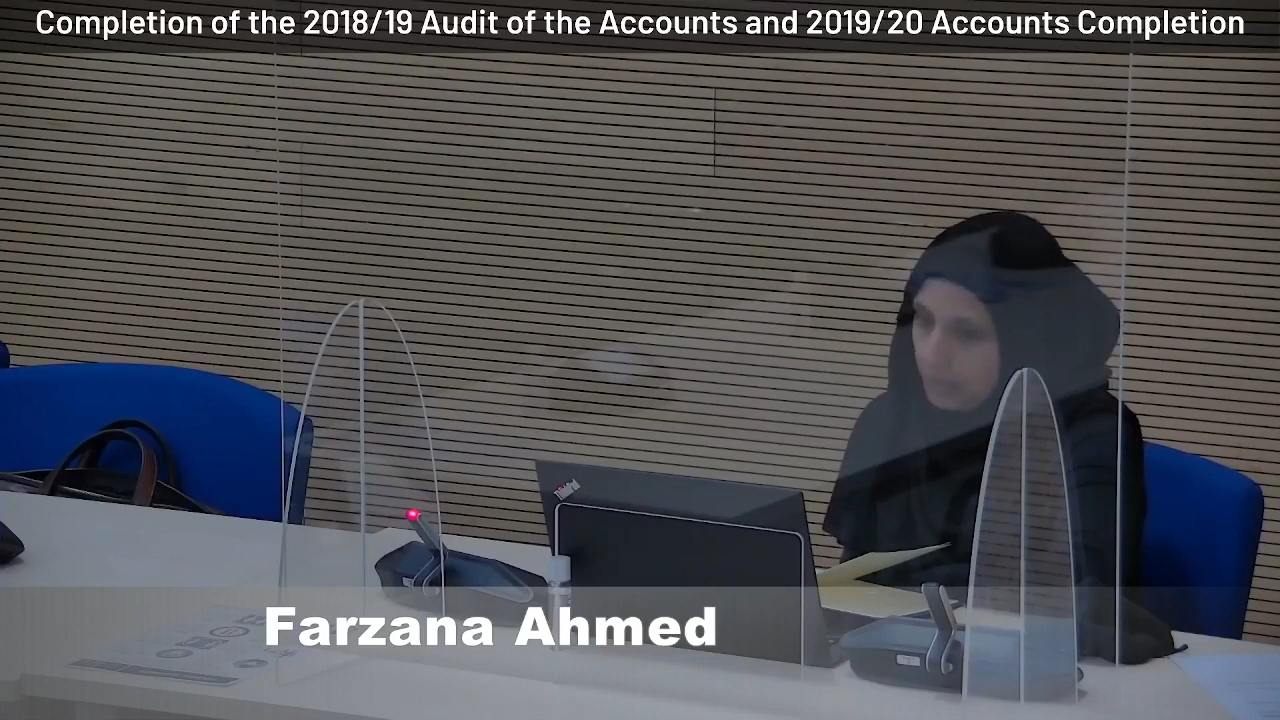 Completion of the 2018/19 Audit of the Accounts and 2019/20 Accounts Completion
Farzana Ahmed